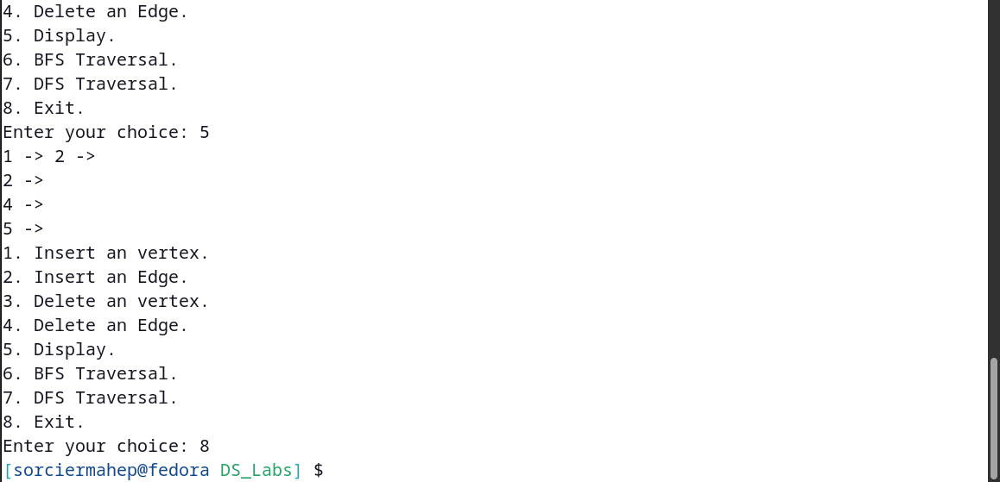 4. Delete an Edge.
5. Display.
6. BFS Traversal.
7. DFS Traversal.
8. Exit.
Enter your choice: 5
1 -> 2 ->
2 ->
4 ->
5 ->
1. Insert an vertex.
2. Insert an Edge.
3. Delete an vertex.
4. Delete an Edge.
5. Display.
6. BFS Traversal.
7. DFS Traversal.
8. Exit.
Enter your choice: 8
[sorciermahep@fedora DS_Labs] $